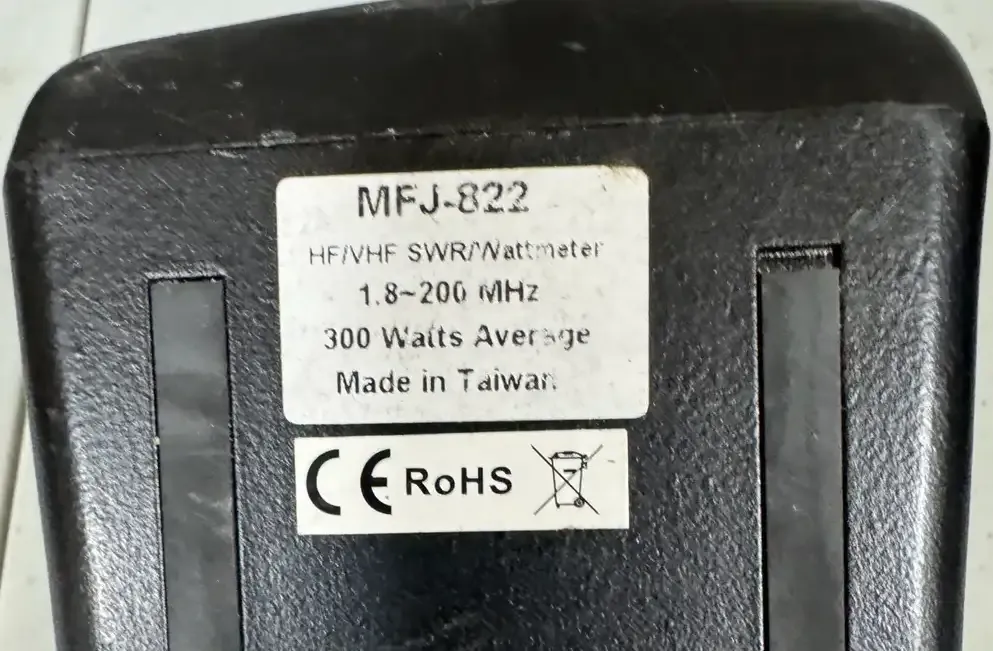 MFJ-822
HF/VHF SWR/Wattmeter
1.8~200 MHz
300 Watts Average
Made in Taiwan
CE RoHS